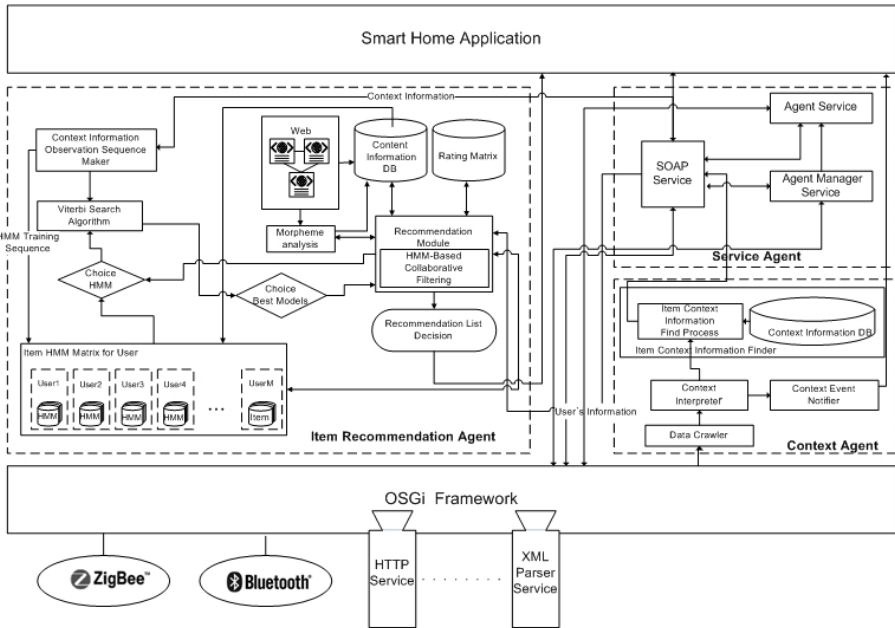 Smart Home Application
Context Information
Context Information
Observation Sequence
Maker
Web
Content
Information
DB
Rating Matrix
Viterbi Search
Algorithm
HMM Training
Sequence
Morpheme
analysis
Recommendation
Module
HMM-Based
Collaborative
Filtering
Choice
HMM
Choice
Best Models
Recommendation List
Decision
Item HMM Matrix for User
User1
User2
User3
User4
UserM
HMM
HMM
HMM
HMM
...
Item
Item Recommendation Agent
User`s Information
SOAP
Service
Agent Service
Agent Manager
Service
Service Agent
Item Context
Information
Find Process
Context Information DB
Item Context Information Finder
Context
Interpreter
Context Event
Notifier
Data Crawler
Context Agent
OSGi Framework
ZigBee™
Bluetooth®
HTTP
Service
. . . . . . . .
XML
Parser
Service